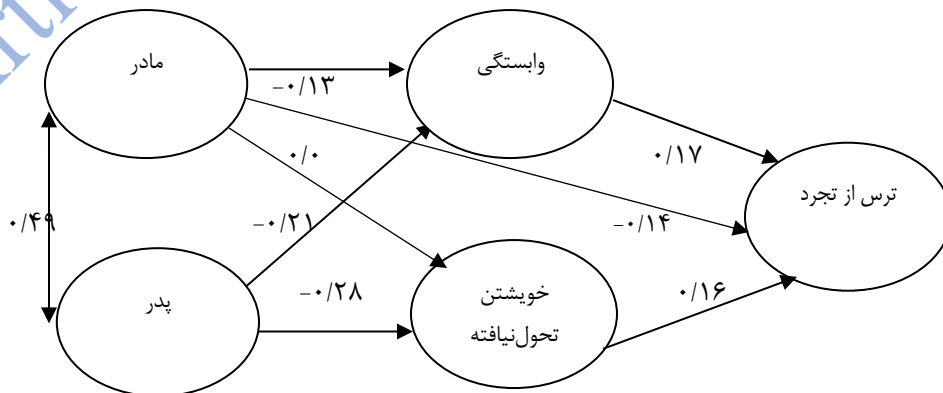 مادر
وابستگی
-۰/۱۳
۰/۰
۰/۱۷
ترس از تجرد
۰/۴۹
-۰/۲۱
-۰/۱۴
پدر
-۰/۲۸
خویشتن
تحول‌نیافته
۰/۱۶